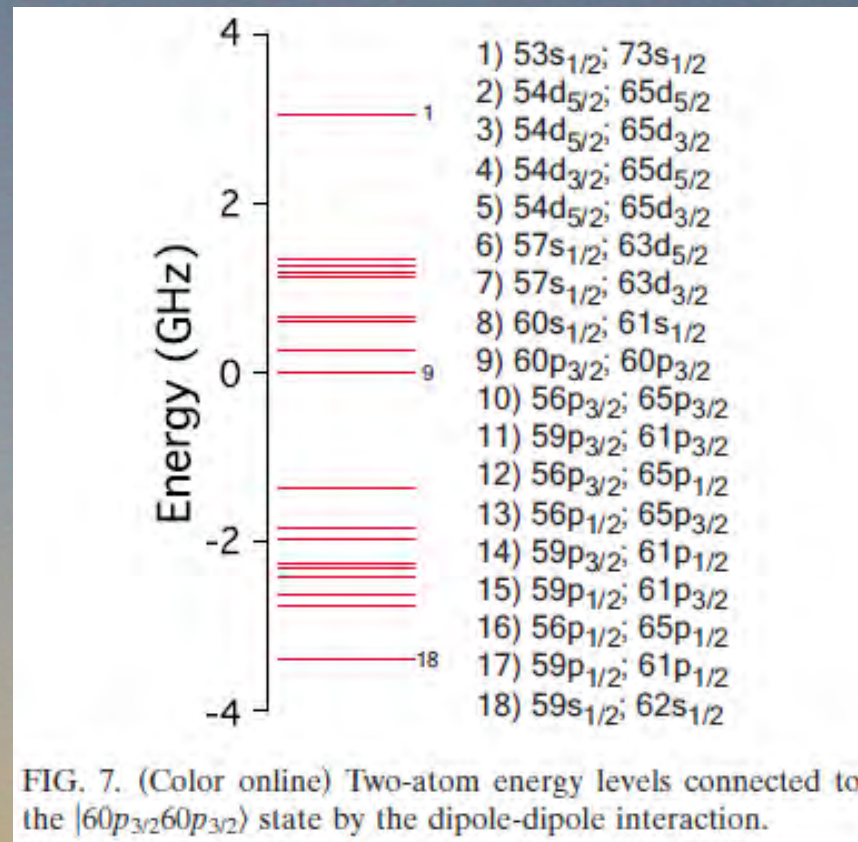 4
2
0
-2
-4
Energy (GHz)
1
9
18
1) 53s1/2; 73s1/2
2) 54d5/2; 65d5/2
3) 54d5/2; 65d3/2
4) 54d3/2; 65d5/2
5) 54d5/2; 65d3/2
6) 57s1/2; 63d5/2
7) 57s1/2; 63d3/2
8) 60s1/2; 61s1/2
9) 60p3/2; 60p3/2
10) 56p3/2; 65p3/2
11) 59p3/2; 61p3/2
12) 56p3/2; 65p1/2
13) 56p1/2; 65p3/2
14) 59p3/2; 61p1/2
15) 59p1/2; 61p3/2
16) 56p1/2; 65p1/2
17) 59p1/2; 61p1/2
18) 59s1/2; 62s1/2
FIG. 7. (Color online) Two-atom energy levels connected to
the |60p3/260p3/2⟩ state by the dipole-dipole interaction.